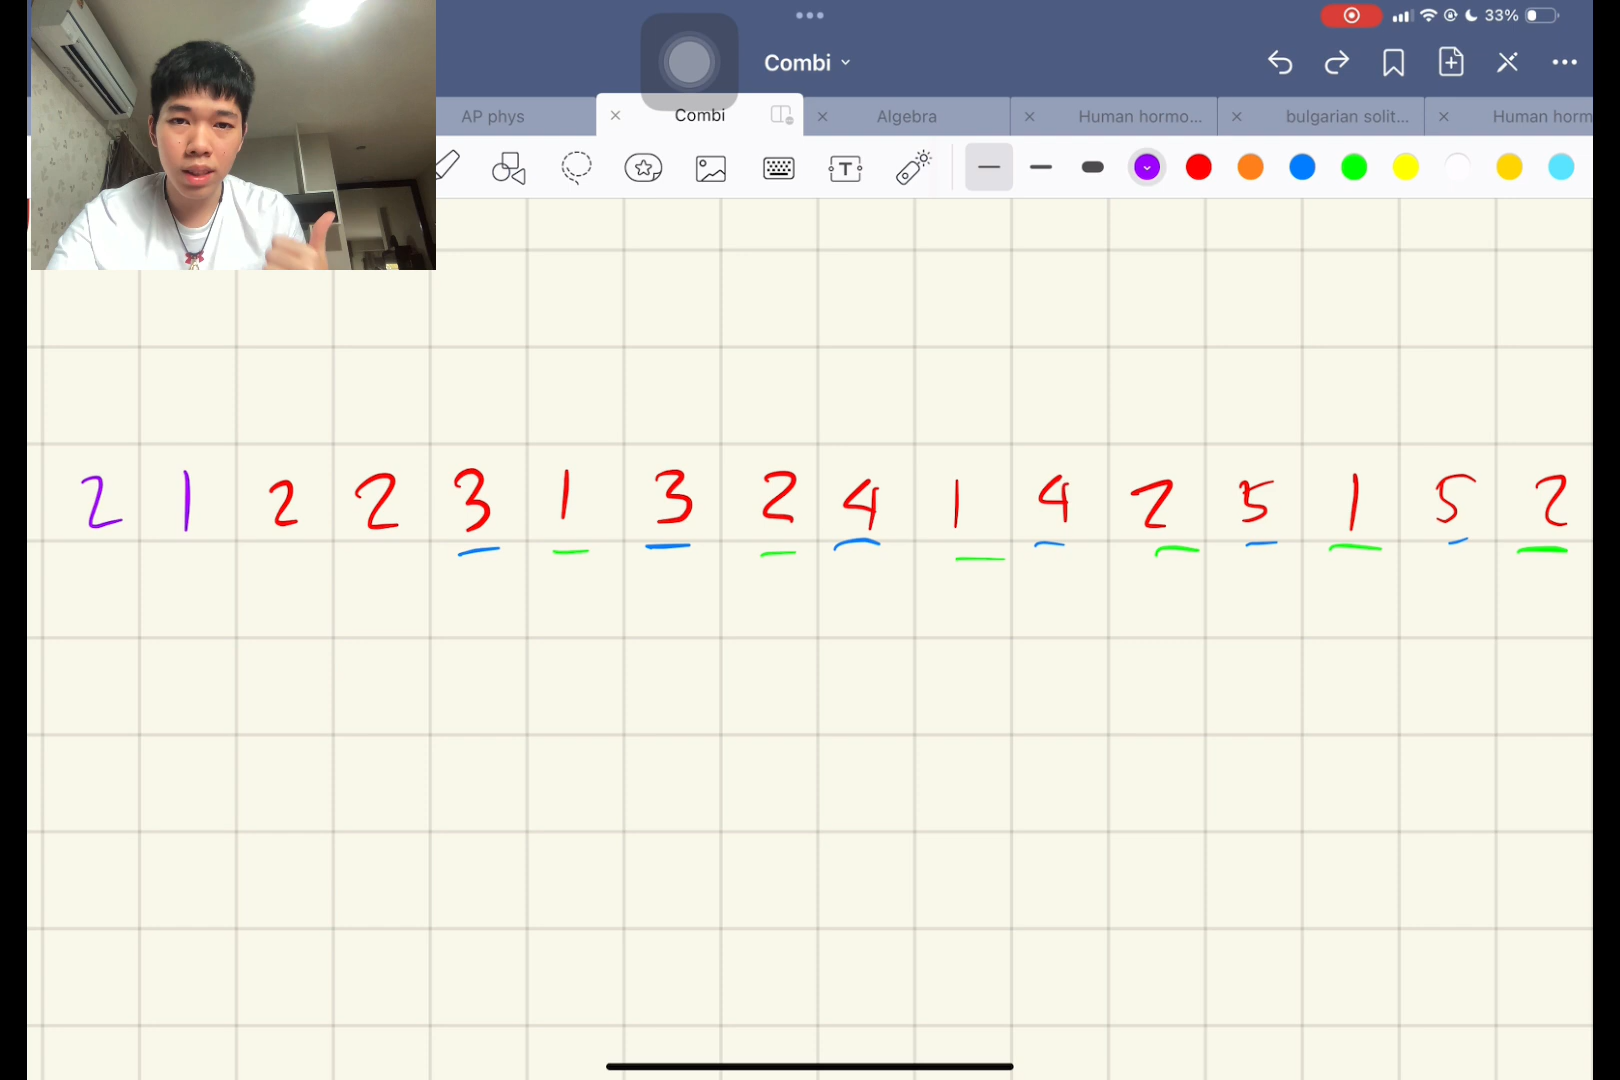 33%
Combi
AP phys
Combi
Algebra
Human hormo...
bulgarian solit...
Human horm
T
2 1 2 2 3 1 3 2 4 1 4 2 5 1 5 2